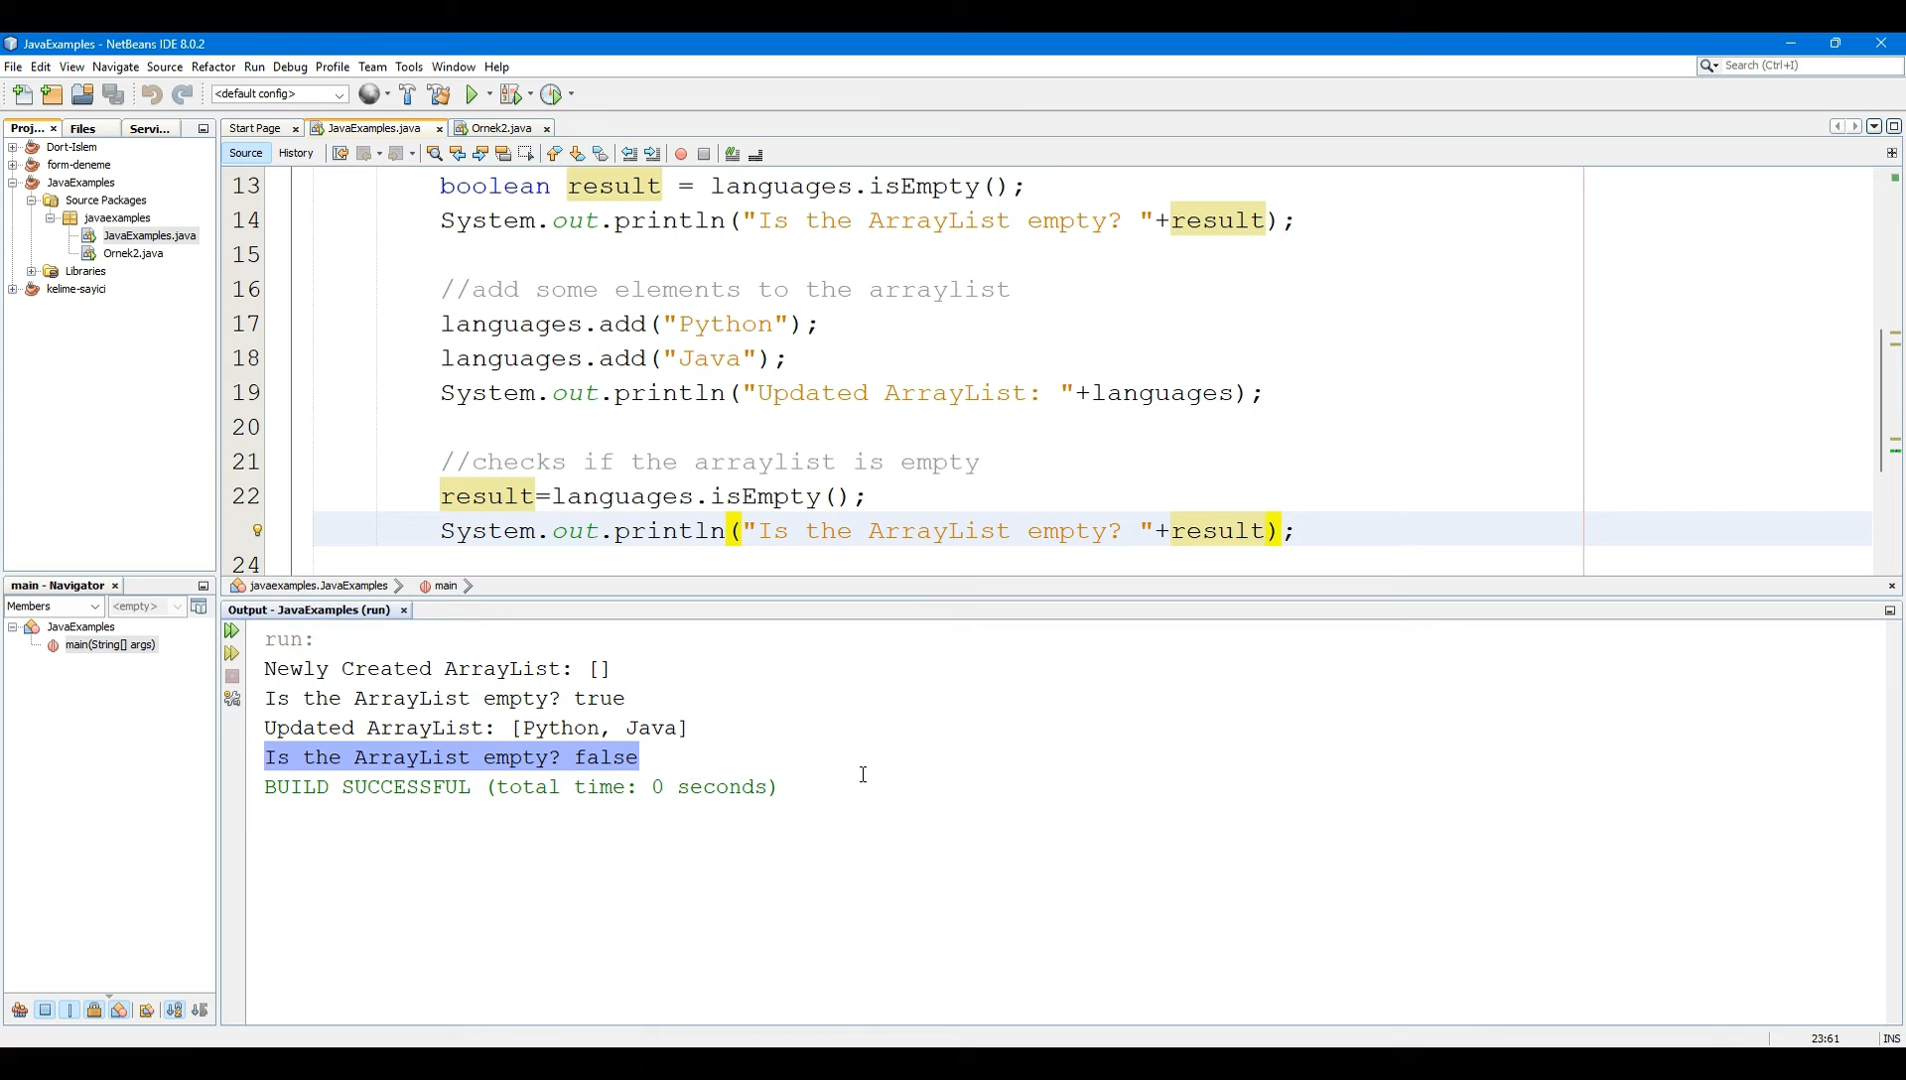 JavaExamples - NetBeans IDE 8.0.2
File Edit View Navigate Source Refactor Run Debug Profile Team Tools Window Help
Search (Ctrl+I)
<default config>
Proj... Files Servi...
Start Page JavaExamples.java Ornek2.java
Dort-Islem
form-deneme
JavaExamples
Source Packages
javaexamples
JavaExamples.java
Ornek2.java
Libraries
kelime-sayici
Source History
13 boolean result = languages.isEmpty();
14 System.out.println("Is the ArrayList empty? "+result);
15
16 //add some elements to the arraylist
17 languages.add("Python");
18 languages.add("Java");
19 System.out.println("Updated ArrayList: "+languages);
20
21 //checks if the arraylist is empty
22 result=languages.isEmpty();
System.out.println("Is the ArrayList empty? "+result);
24
javaexamples.JavaExamples main
main - Navigator
Members <empty>
JavaExamples
main(String[] args)
Output - JavaExamples (run)
run:
Newly Created ArrayList: []
Is the ArrayList empty? true
Updated ArrayList: [Python, Java]
Is the ArrayList empty? false
BUILD SUCCESSFUL (total time: 0 seconds)
23:61 INS